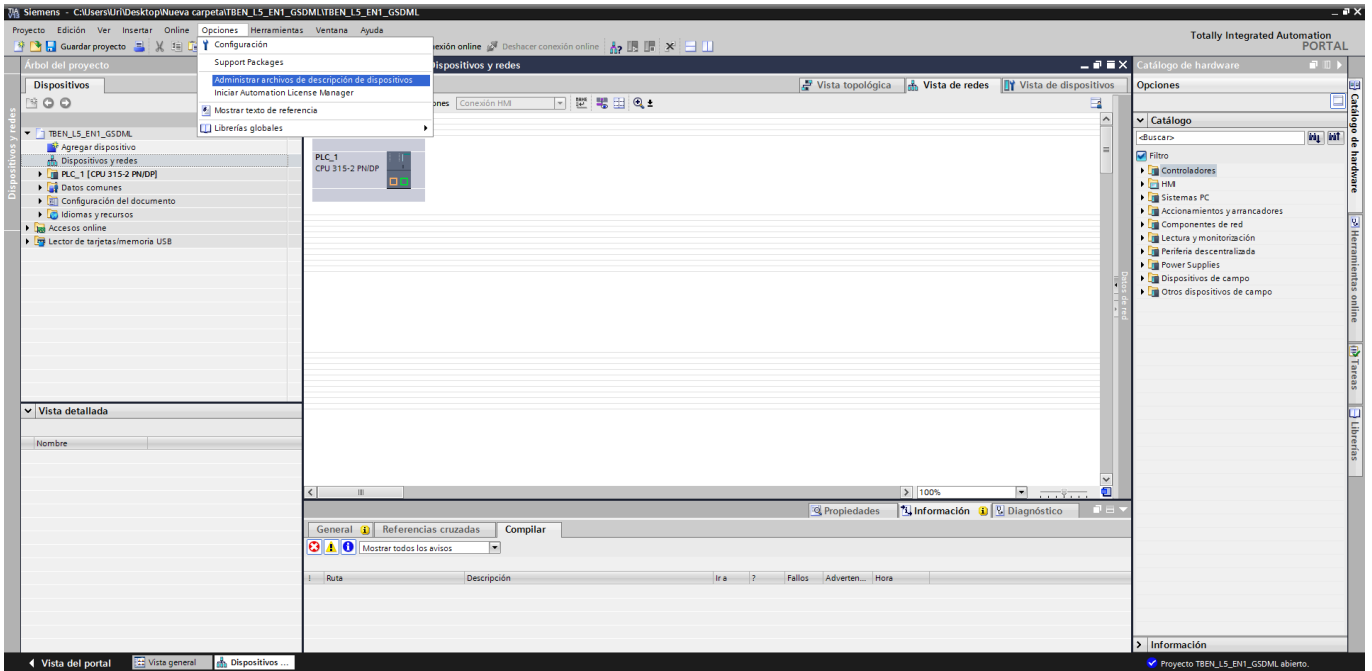 Siemens - C:\Users\Uri\Desktop\Nueva carpeta\TBEN_L5_EN1_GSDML\TBEN_L5_EN1_GSDML
Proyecto Edición Ver Insertar Online Opciones Herramientas Ventana Ayuda
Guardar proyecto
exión online Deshacer conexión online
Totally Integrated Automation
PORTAL
Configuración
Support Packages
Administrar archivos de descripción de dispositivos
Iniciar Automation License Manager
Mostrar texto de referencia
Librerías globales
Árbol del proyecto
Dispositivos
TBEN_L5_EN1_GSDML
Agregar dispositivo
Dispositivos y redes
PLC_1 [CPU 315-2 PN/DP]
Datos comunes
Configuración del documento
Idiomas y recursos
Accesos online
Lector de tarjetas/memoria USB
Dispositivos y redes
Vista detallada
Nombre
ispositivos y redes
Vista topológica
Vista de redes
Vista de dispositivos
ones Conexión HMI
PLC_1
CPU 315-2 PN/DP
Datos de red
100%
Propiedades
Información
Diagnóstico
General
Referencias cruzadas
Compilar
Mostrar todos los avisos
! Ruta Descripción Ir a ? Fallos Adverten... Hora
Catálogo de hardware
Opciones
Catálogo
<Buscar>
Filtro
Controladores
HMI
Sistemas PC
Accionamientos y arrancadores
Componentes de red
Lectura y monitorización
Periferia descentralizada
Power Supplies
Dispositivos de campo
Otros dispositivos de campo
Información
Catálogo de hardware
Herramientas online
Tareas
Librerías
Vista del portal
Vista general
Dispositivos ...
Proyecto TBEN_L5_EN1_GSDML abierto.